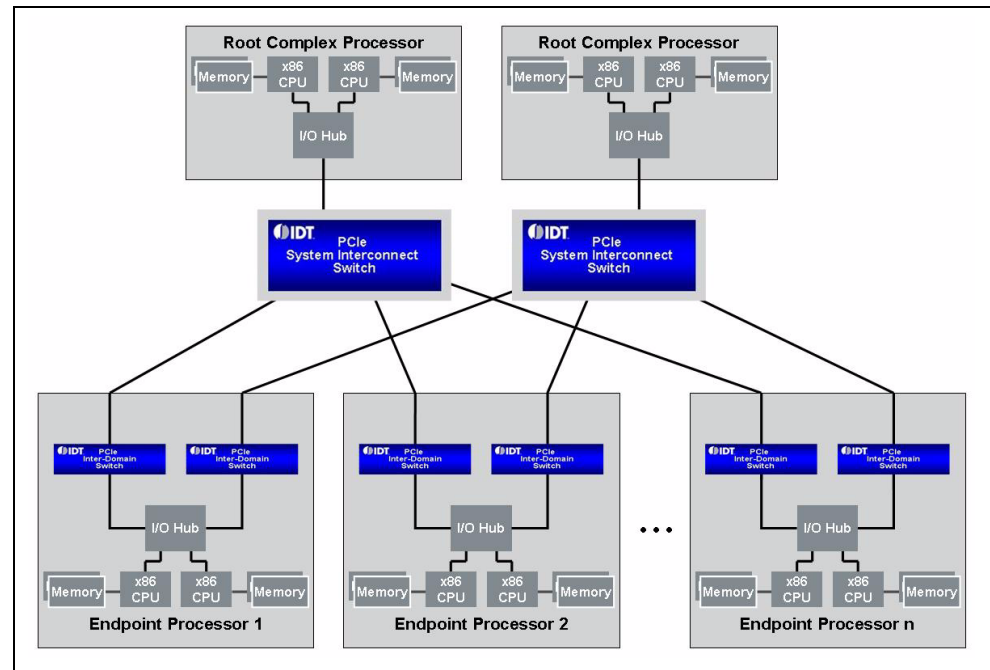 Root Complex Processor
Memory
x86
CPU
x86
CPU
Memory
I/O Hub
Root Complex Processor
Memory
x86
CPU
x86
CPU
Memory
I/O Hub
IDT
PCIe
System Interconnect
Switch
IDT
PCIe
System Interconnect
Switch
IDT
PCIe
Inter-Domain
Switch
IDT
PCIe
Inter-Domain
Switch
I/O Hub
Memory
x86
CPU
x86
CPU
Memory
Endpoint Processor 1
IDT
PCIe
Inter-Domain
Switch
IDT
PCIe
Inter-Domain
Switch
I/O Hub
Memory
x86
CPU
x86
CPU
Memory
Endpoint Processor 2
...
IDT
PCIe
Inter-Domain
Switch
IDT
PCIe
Inter-Domain
Switch
I/O Hub
Memory
x86
CPU
x86
CPU
Memory
Endpoint Processor n